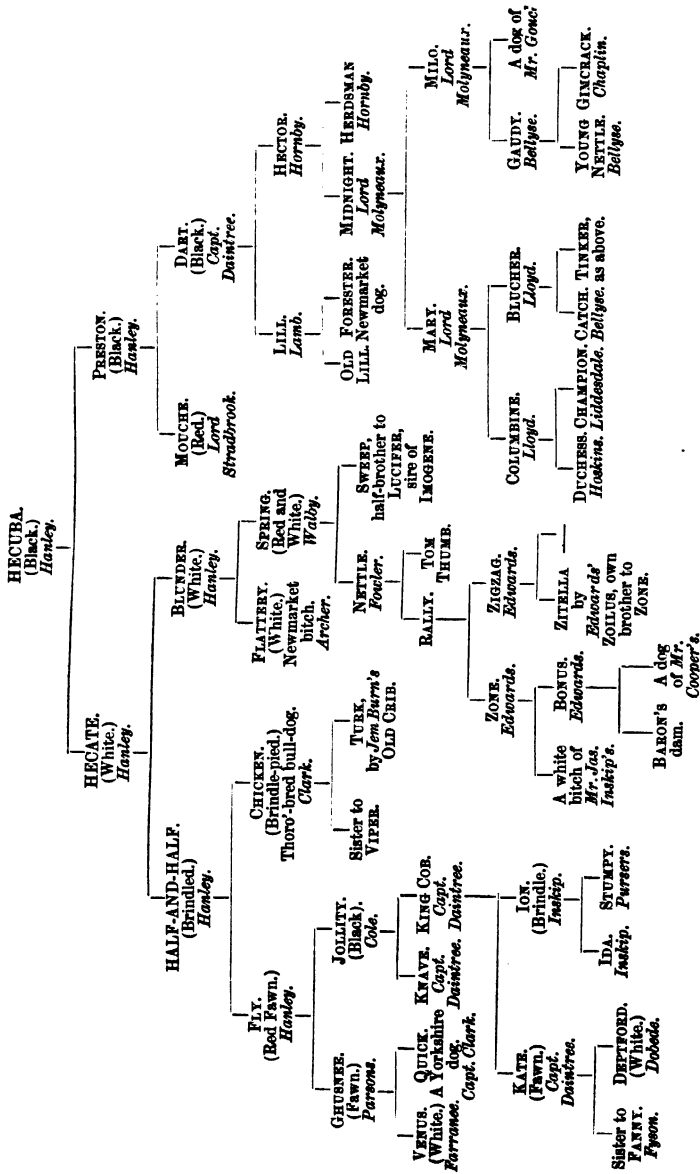 HECUBA.
(Black.)
Hanley.
HECATE.
(White.)
Hanley.
PRESTON.
(Black.)
Hanley.
HALF-AND-HALF.
(Brindled.)
Hanley.
BLUNDER.
(White.)
Hanley.
MOUCHE.
(Red.)
Lord
Stradbrook.
DART.
(Black.)
Capt.
Daintree.
FLY.
(Red Fawn.)
Hanley.
CHICKEN.
(Brindle-pied.)
Thoro'-bred bull-dog.
Clark.
FLATTERY.
(White.)
Newmarket
bitch.
Archer.
SPRING.
(Red and
White.)
Walby.
LILL.
Lamb.
HECTOR.
Hornby.
GHUSNEE.
(Fawn.)
Parsons.
JOLLITY.
(Black).
Cole.
Sister to
VIPER.
TURK,
by Jem Burn's
OLD CRIB.
NETTLE.
Fowler.
SWEEP,
half-brother to
LUCIFER,
sire of
IMOGENE.
OLD
LILL.
FORESTER.
Newmarket
dog.
MIDNIGHT.
Lord
Molyneaux.
HERDSMAN
Hornby.
VENUS.
(White.)
Farrance.
QUICK.
A Yorkshire
dog.
Capt. Clark.
KNAVE.
Capt.
Daintree.
KING COB.
Capt.
Daintree.
RALLY.
TOM
THUMB.
MARY.
Lord
Molyneaux.
MILO.
Lord
Molyneaux.
KATE.
(Fawn.)
Capt.
Daintree.
ION.
(Brindle.)
Inskip.
ZONE.
Edwards.
ZIGZAG.
Edwards.
COLUMBINE.
Lloyd.
BLUCHER.
Lloyd.
GAUDY.
Bellyse.
A dog of
Mr. Gouc'
Sister to
FANNY.
Fyson.
DEPTFORD.
(White.)
Dobede.
IDA.
Inskip.
STUMPY.
Pursers.
A white
bitch of
Mr. Jas.
Inskip's.
BONUS.
Edwards.
ZITELLA
by
Edwards'
ZOILUS, own
brother to
ZONE.
DUCHESS.
Hoskins.
CHAMPION.
Liddesdale.
CATCH.
Bellyse.
TINKER,
as above.
YOUNG
NETTLE.
Bellyse.
GIMCRACK.
Chaplin.
BARON'S
dam.
A dog
of Mr.
Cooper's.